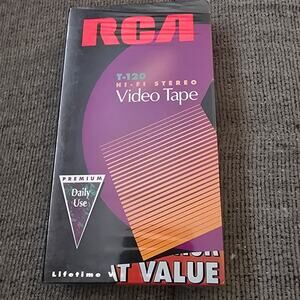 RCA
T-120
HI-FI STEREO
Video Tape
PREMIUM
Daily
Use
Lifetime
AT VALUE